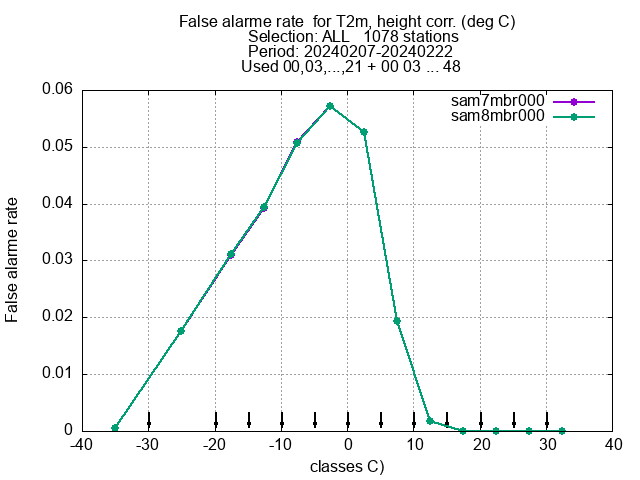 False alarme rate  for T2m, height corr. (deg C)
Selection: ALL   1078 stations
Period: 20240207-20240222
Used 00,03,...,21 + 00 03 ... 48
sam7mbr000
sam8mbr000
0.06
0.05
0.04
0.03
0.02
0.01
0
False alarme rate
-40 -30 -20 -10 0 10 20 30 40
classes C)